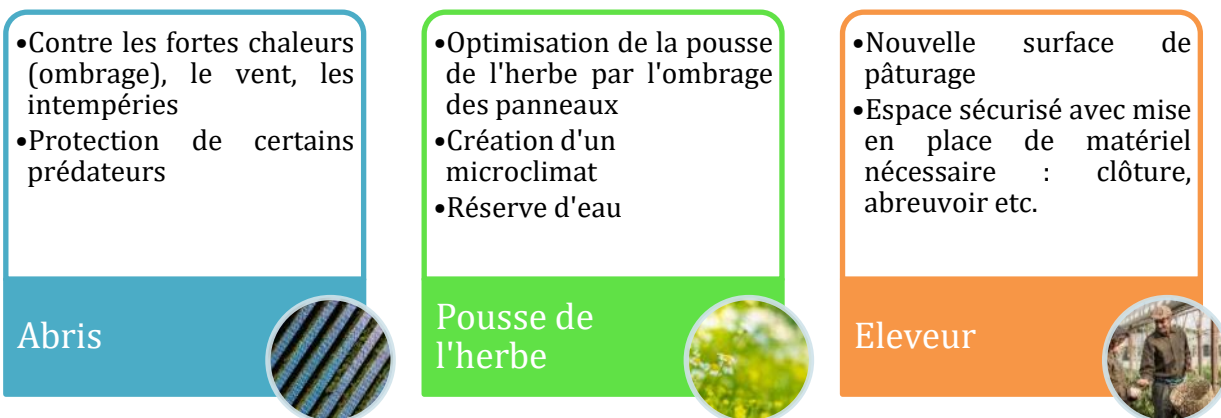 •Contre les fortes chaleurs
(ombrage), le vent, les
intempéries
•Protection de certains
prédateurs
Abris
•Optimisation de la pousse
de l'herbe par l'ombrage
des panneaux
•Création d'un
microclimat
•Réserve d'eau
Pousse de
l'herbe
•Nouvelle surface de
pâturage
•Espace sécurisé avec mise
en place de matériel
nécessaire : clôture,
abreuvoir etc.
Eleveur